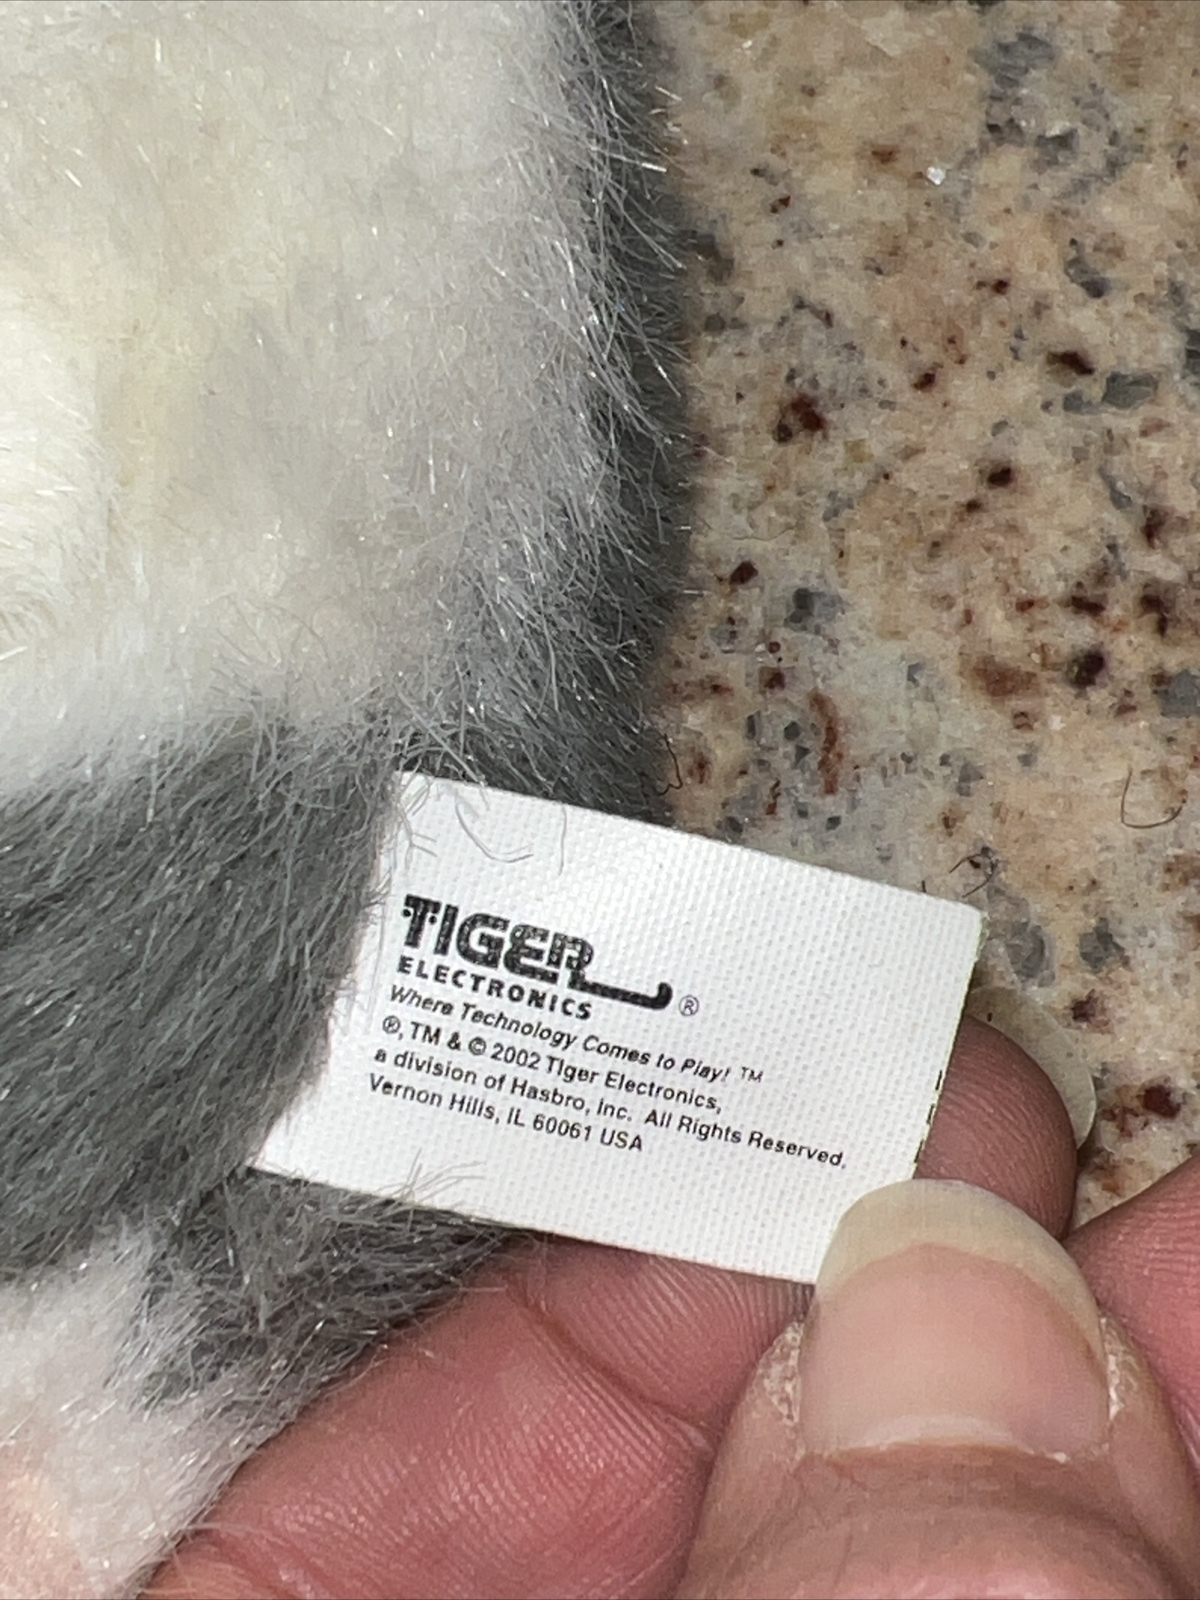 TIGER
ELECTRONICS ®
Where Technology Comes to Play! ™
®, TM & © 2002 Tiger Electronics,
a division of Hasbro, Inc. All Rights Reserved.
Vernon Hills, IL 60061 USA